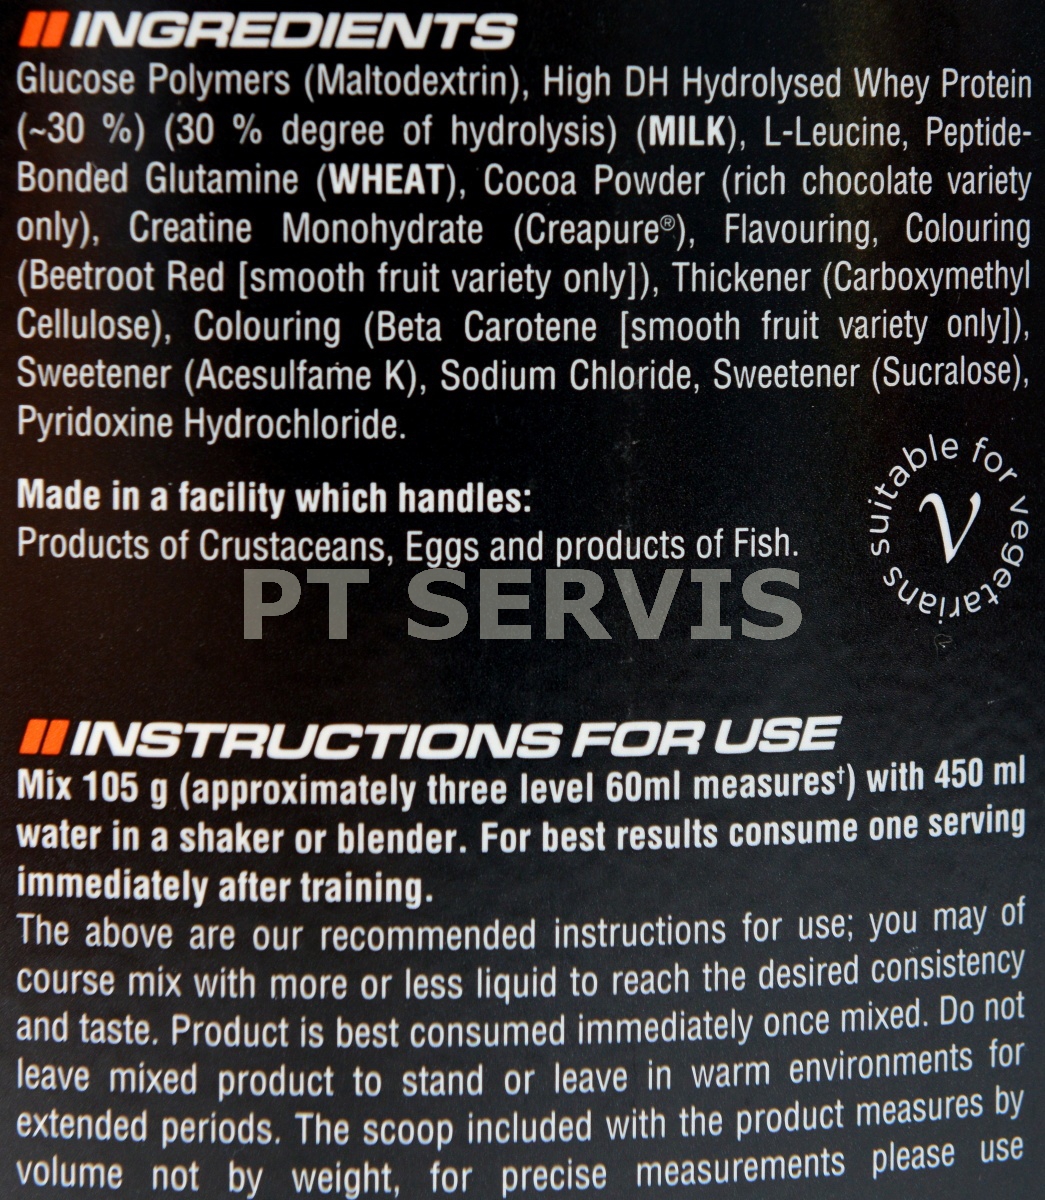 INGREDIENTS
Glucose Polymers (Maltodextrin), High DH Hydrolysed Whey Protein
(~30 %) (30 % degree of hydrolysis) (MILK), L-Leucine, Peptide-
Bonded Glutamine (WHEAT), Cocoa Powder (rich chocolate variety
only), Creatine Monohydrate (Creapure®), Flavouring, Colouring
(Beetroot Red [smooth fruit variety only]), Thickener (Carboxymethyl
Cellulose), Colouring (Beta Carotene [smooth fruit variety only]),
Sweetener (Acesulfame K), Sodium Chloride, Sweetener (Sucralose),
Pyridoxine Hydrochloride.
Made in a facility which handles:
Products of Crustaceans, Eggs and products of Fish.
suitable for vegetarians
V
PT SERVIS
INSTRUCTIONS FOR USE
Mix 105 g (approximately three level 60ml measures†) with 450 ml
water in a shaker or blender. For best results consume one serving
immediately after training.
The above are our recommended instructions for use; you may of
course mix with more or less liquid to reach the desired consistency
and taste. Product is best consumed immediately once mixed. Do not
leave mixed product to stand or leave in warm environments for
extended periods. The scoop included with the product measures by
volume not by weight, for precise measurements please use